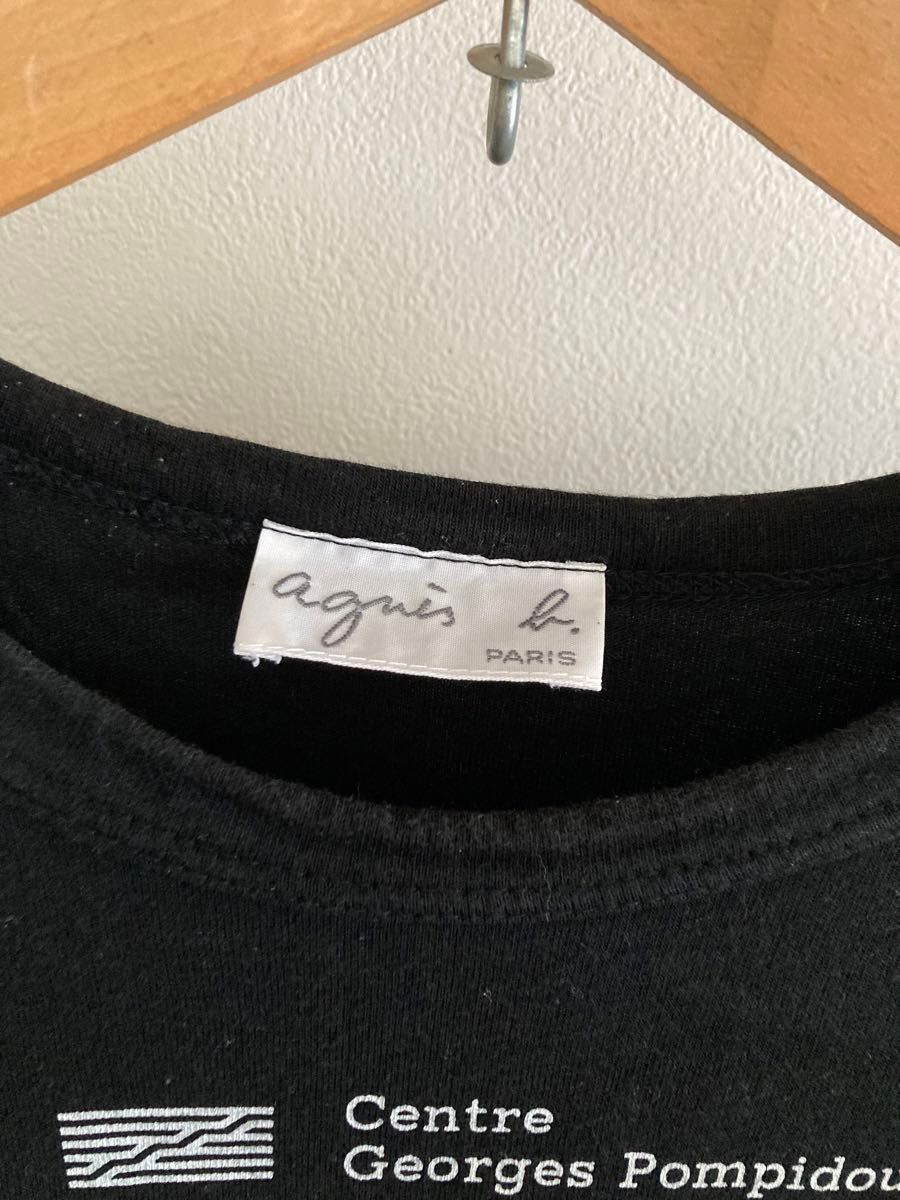 agnès b.
PARIS
Centre
Georges Pompidou